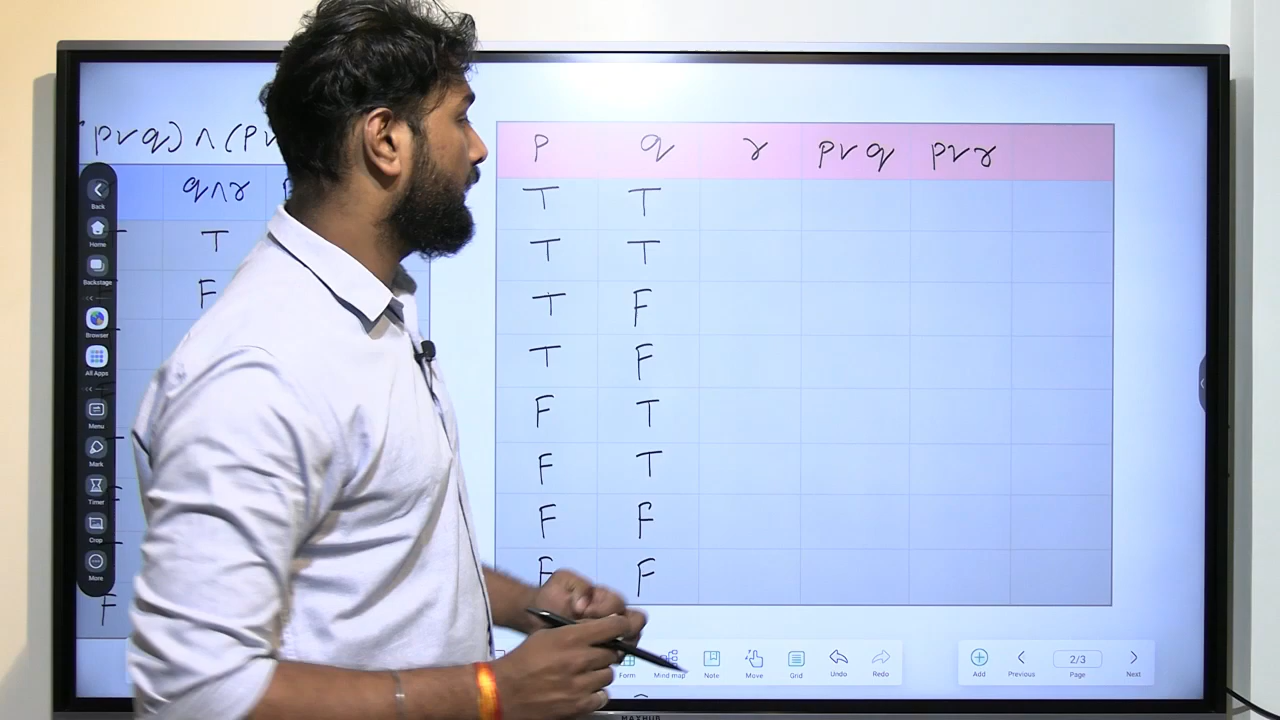 (p∨q) ∧ (p∨
q∧r
T
F
F
p q r p∨q p∨r
T T
T T
T F
T F
F T
F T
F F
F F
Back
Home
Backstage
Browser
All Apps
Menu
Mark
Timer
Crop
More
Form Mind map Note Move Grid Undo Redo
Add Previous 2/3 Page Next
MAXHUB